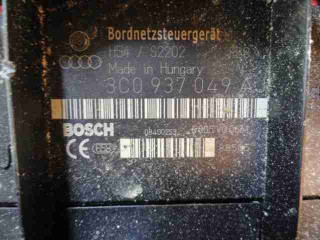 Bordnetzsteuergerät
H54 / S2202
Made in Hungary
3C0 937 049 A
BOSCH
CE